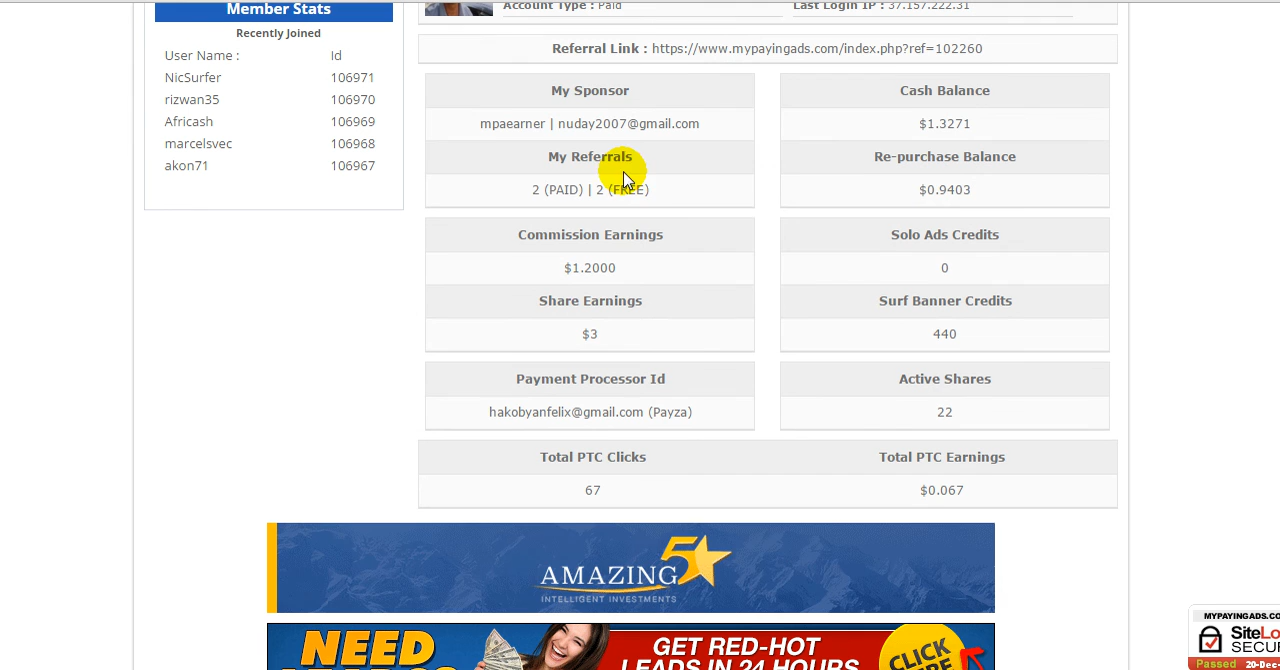 Member Stats
Recently Joined
User Name : Id
NicSurfer 106971
rizwan35 106970
Africash 106969
marcelsvec 106968
akon71 106967
Account Type : Paid
Last Login IP : 37.157.222.31
Referral Link : https://www.mypayingads.com/index.php?ref=102260
My Sponsor
mpaearner | nuday2007@gmail.com
My Referrals
2 (PAID) | 2 (FREE)
Cash Balance
$1.3271
Re-purchase Balance
$0.9403
Commission Earnings
$1.2000
Share Earnings
$3
Solo Ads Credits
0
Surf Banner Credits
440
Payment Processor Id
hakobyanfelix@gmail.com (Payza)
Active Shares
22
Total PTC Clicks
67
Total PTC Earnings
$0.067
AMAZING 5
INTELLIGENT INVESTMENTS
NEED
GET RED-HOT
LEADS IN 24 HOURS
CLICK
MYPAYINGADS.CO
SiteLo
SECU
Passed 20-Dec